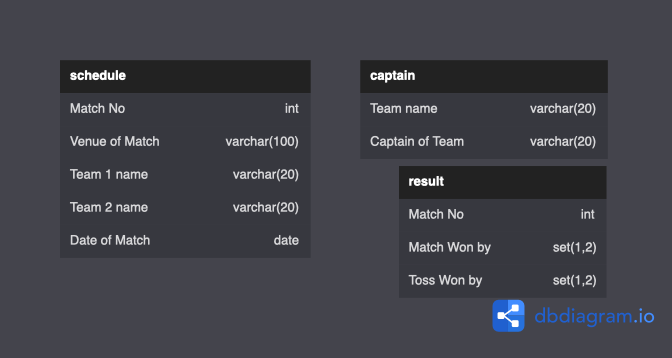 schedule
Match No int
Venue of Match varchar(100)
Team 1 name varchar(20)
Team 2 name varchar(20)
Date of Match date
captain
Team name varchar(20)
Captain of Team varchar(20)
result
Match No int
Match Won by set(1,2)
Toss Won by set(1,2)
dbdiagram.io